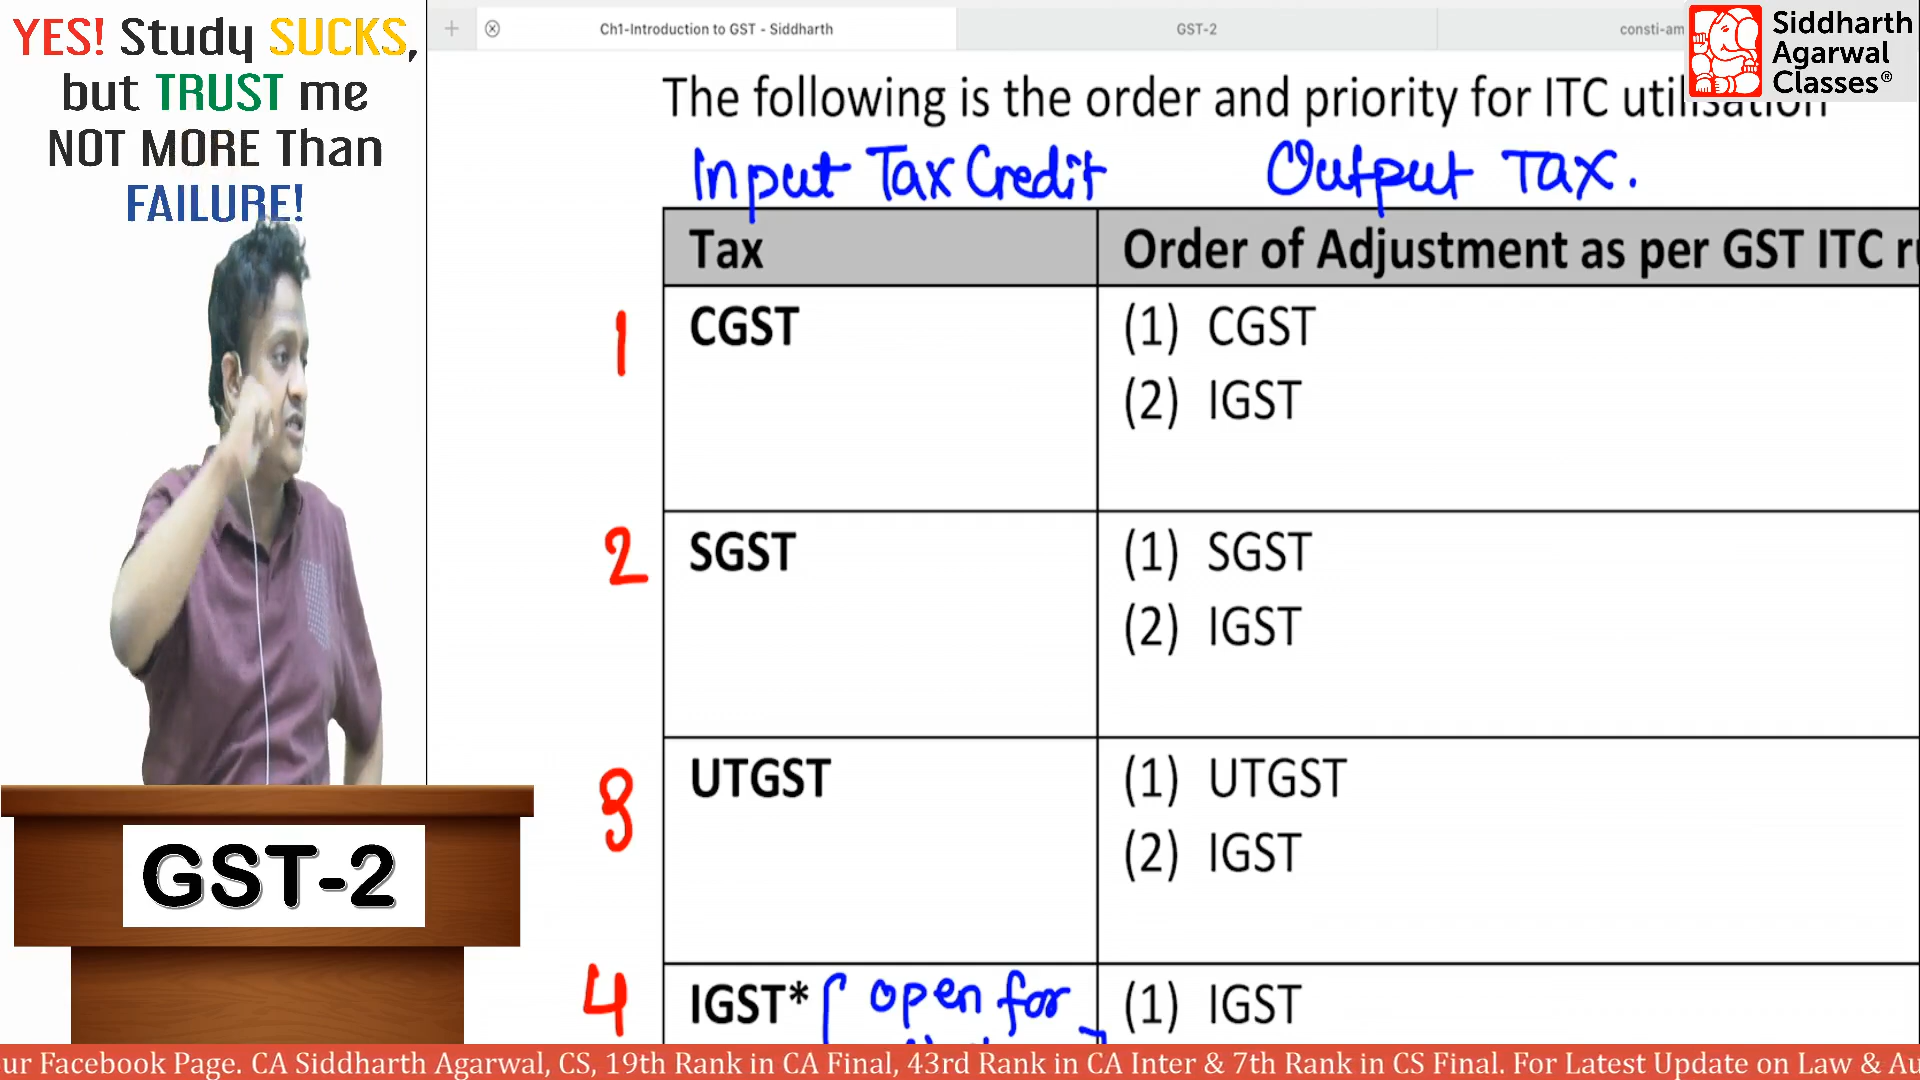 YES! Study SUCKS,
but TRUST me
NOT MORE Than
FAILURE!
Ch1-Introduction to GST - Siddharth
GST-2
consti-am
Siddharth
Agarwal
Classes®
The following is the order and priority for ITC utilisation
Input Tax Credit Output Tax.
Tax Order of Adjustment as per GST ITC ru
1 CGST (1) CGST
(2) IGST
2 SGST (1) SGST
(2) IGST
3 UTGST (1) UTGST
(2) IGST
4 IGST* [ open for (1) IGST
GST-2
ur Facebook Page. CA Siddharth Agarwal, CS, 19th Rank in CA Final, 43rd Rank in CA Inter & 7th Rank in CS Final. For Latest Update on Law & Au